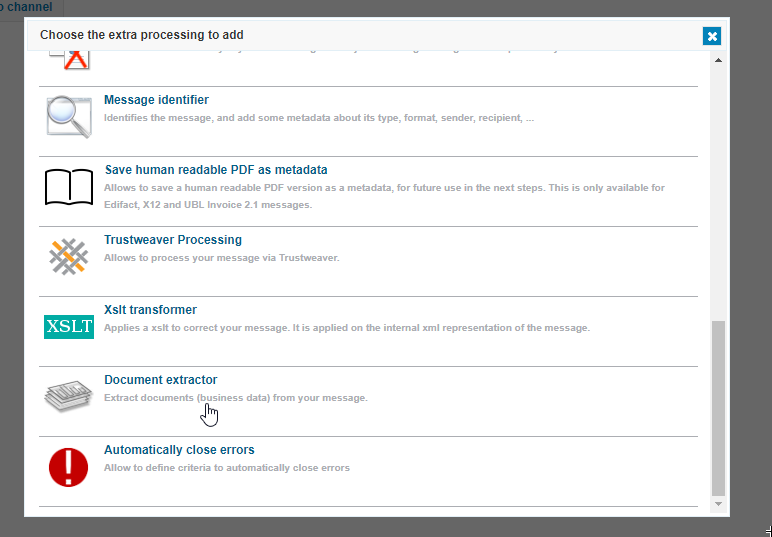 channel
Choose the extra processing to add
Message identifier
Identifies the message, and add some metadata about its type, format, sender, recipient, ...
Save human readable PDF as metadata
Allows to save a human readable PDF version as a metadata, for future use in the next steps. This is only available for
Edifact, X12 and UBL Invoice 2.1 messages.
Trustweaver Processing
Allows to process your message via Trustweaver.
XSLT
Xslt transformer
Applies a xslt to correct your message. It is applied on the internal xml representation of the message.
Document extractor
Extract documents (business data) from your message.
Automatically close errors
Allow to define criteria to automatically close errors